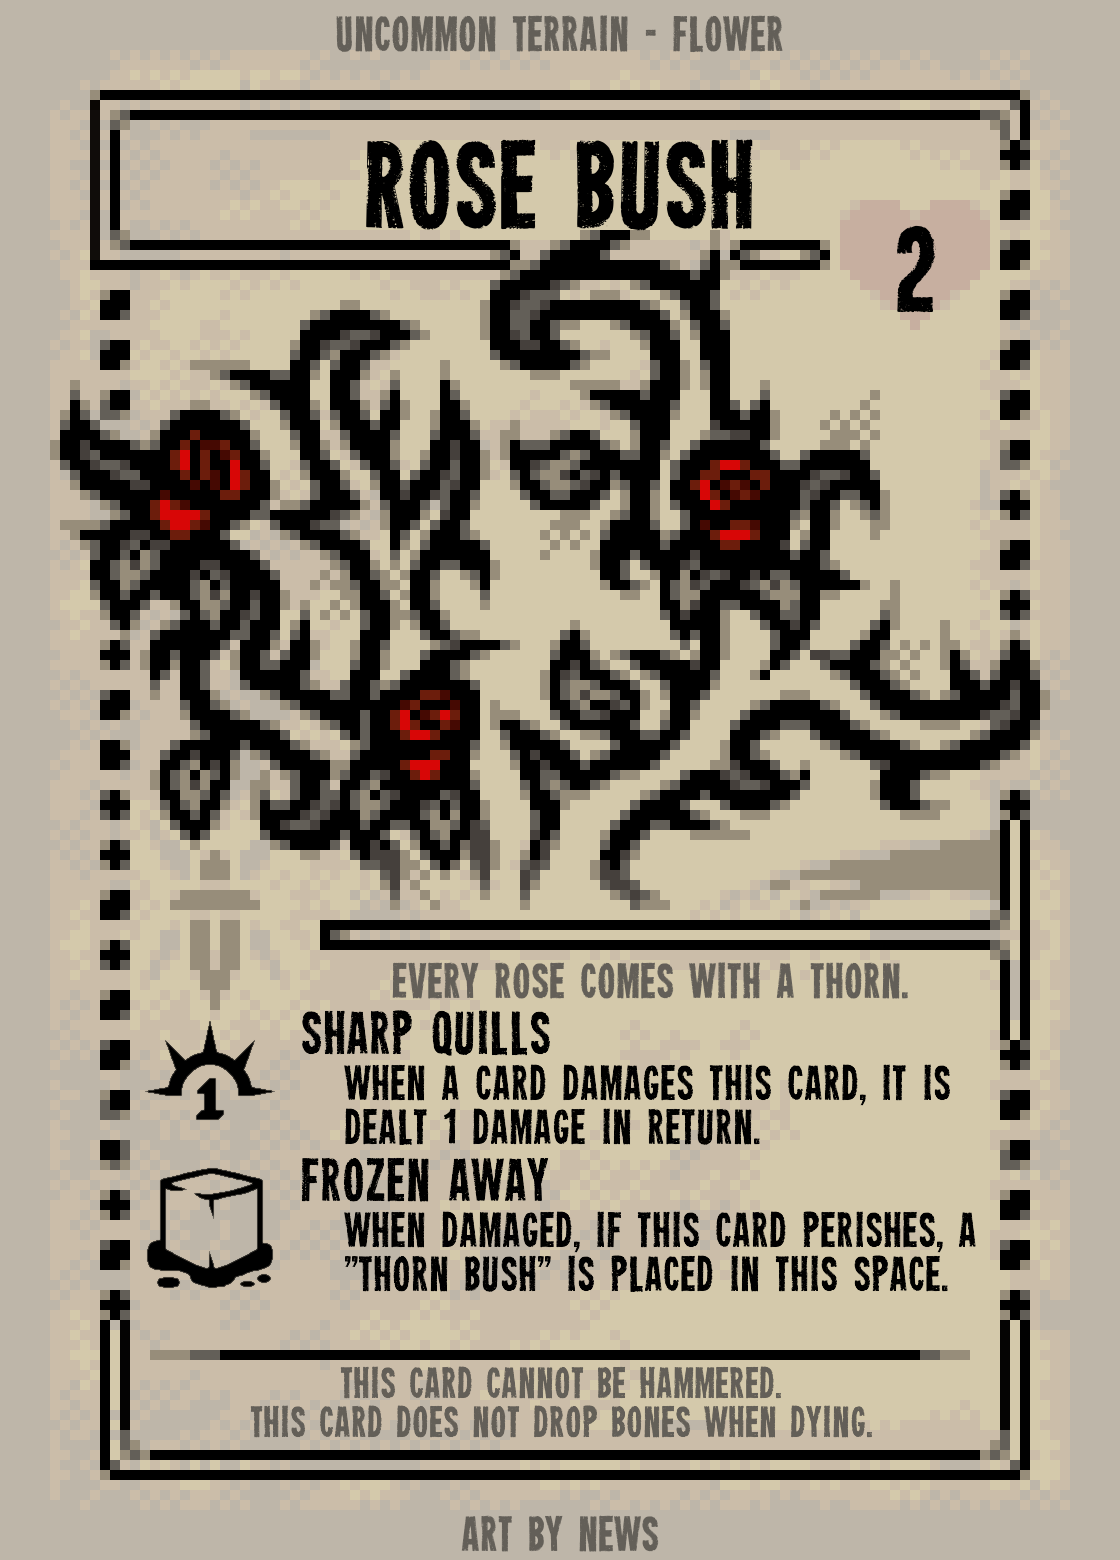 UNCOMMON TERRAIN - FLOWER
ROSE BUSH
2
EVERY ROSE COMES WITH A THORN.
SHARP QUILLS
WHEN A CARD DAMAGES THIS CARD, IT IS
1
DEALT 1 DAMAGE IN RETURN.
FROZEN AWAY
WHEN DAMAGED, IF THIS CARD PERISHES, A
"THORN BUSH" IS PLACED IN THIS SPACE.
THIS CARD CANNOT BE HAMMERED.
THIS CARD DOES NOT DROP BONES WHEN DYING.
ART BY NEWS